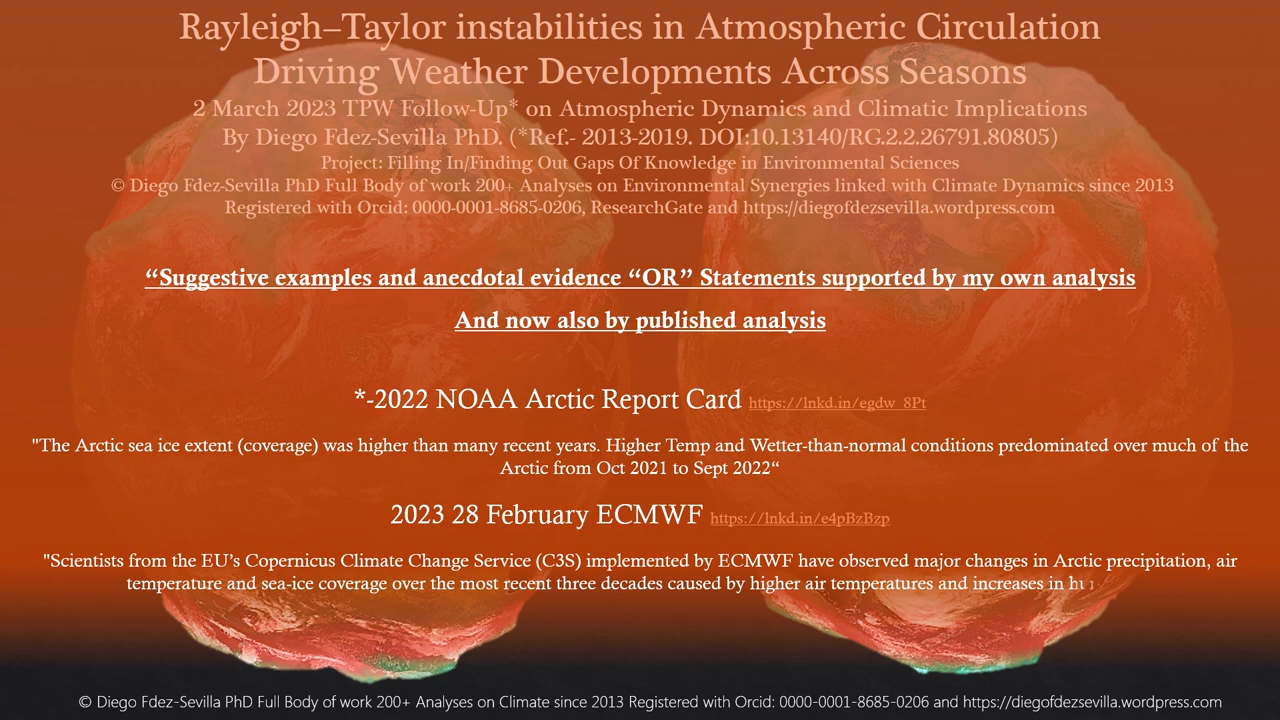 Rayleigh–Taylor instabilities in Atmospheric Circulation
Driving Weather Developments Across Seasons
2 March 2023 TPW Follow-Up* on Atmospheric Dynamics and Climatic Implications
By Diego Fdez-Sevilla PhD. (*Ref.- 2013-2019. DOI:10.13140/RG.2.2.26791.80805)
Project: Filling In/Finding Out Gaps Of Knowledge in Environmental Sciences
© Diego Fdez-Sevilla PhD Full Body of work 200+ Analyses on Environmental Synergies linked with Climate Dynamics since 2013
Registered with Orcid: 0000-0001-8685-0206, ResearchGate and https://diegofdezsevilla.wordpress.com
“Suggestive examples and anecdotal evidence “OR” Statements supported by my own analysis
And now also by published analysis
*-2022 NOAA Arctic Report Card https://lnkd.in/egdw_8Pt
"The Arctic sea ice extent (coverage) was higher than many recent years. Higher Temp and Wetter-than-normal conditions predominated over much of the
Arctic from Oct 2021 to Sept 2022“
2023 28 February ECMWF https://lnkd.in/e4pBzBzp
"Scientists from the EU’s Copernicus Climate Change Service (C3S) implemented by ECMWF have observed major changes in Arctic precipitation, air
temperature and sea-ice coverage over the most recent three decades caused by higher air temperatures and increases in
© Diego Fdez-Sevilla PhD Full Body of work 200+ Analyses on Climate since 2013 Registered with Orcid: 0000-0001-8685-0206 and https://diegofdezsevilla.wordpress.com